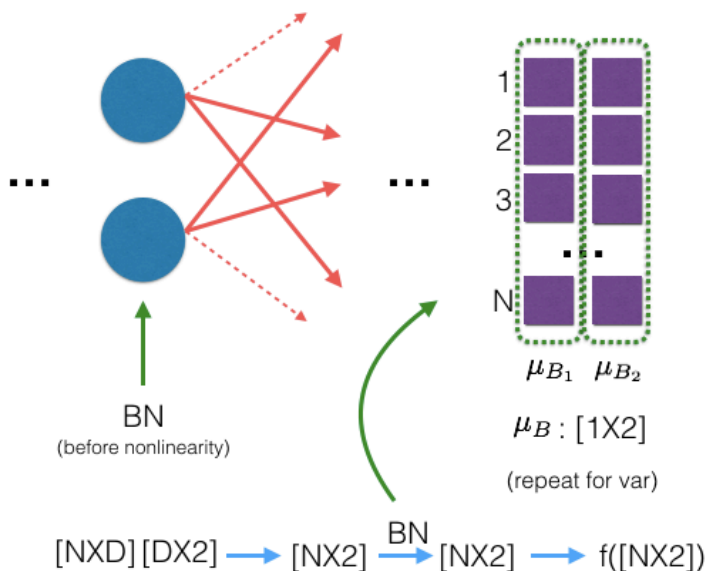 ...
...
1
2
3
...
N
μB1 μB2
BN
(before nonlinearity)
μB : [1X2]
(repeat for var)
BN
[NXD] [DX2] [NX2] [NX2] f([NX2])